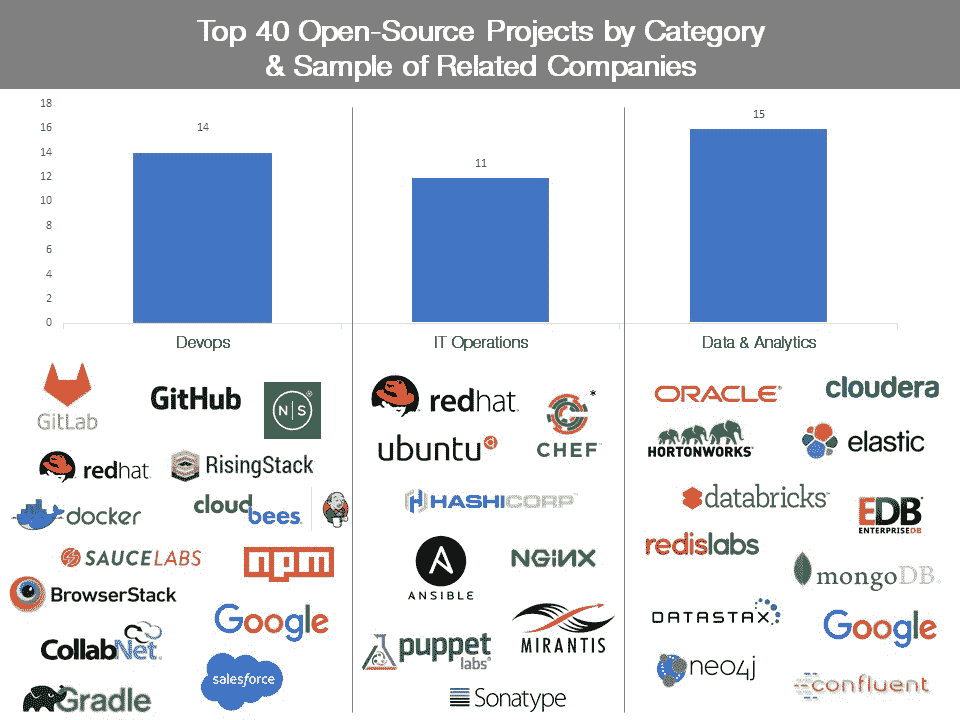 Top 40 Open-Source Projects by Category
& Sample of Related Companies
18
16
14
12
10
8
6
4
2
0
14
11
15
Devops
IT Operations
Data & Analytics
GitLab
GitHub
N|S
redhat.
RisingStack
docker
cloudbees.
SAUCELABS
npm
BrowserStack
Google
CollabNet.
salesforce
Gradle
redhat.
*
CHEF™
ubuntu
HASHICORP™
ANSIBLE
NGINX
puppet
labs®
MIRANTIS
Sonatype
ORACLE®
cloudera
HORTONWORKS®
elastic
databricks™
EDB
ENTERPRISEDB
redislabs
mongoDB®
DATASTAX
Google
neo4j
confluent